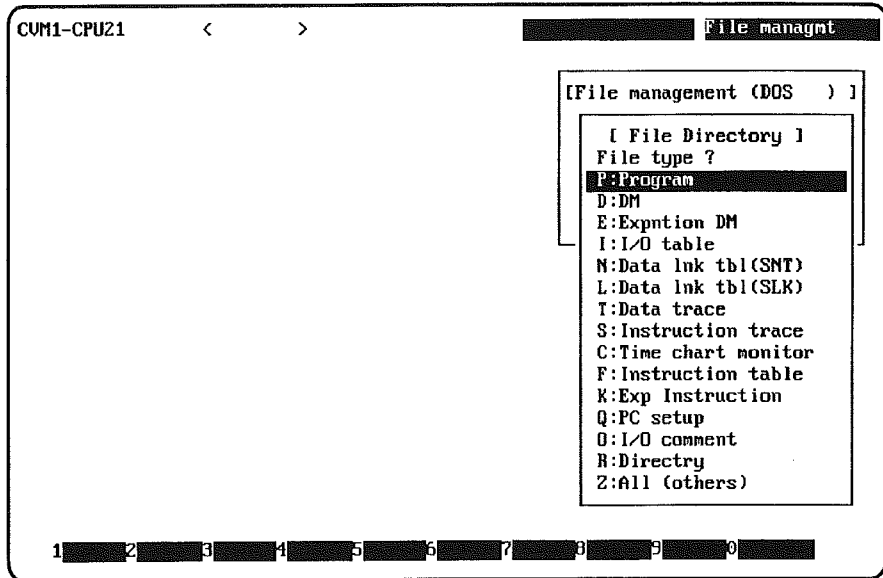 CVM1-CPU21 < > File managmt
[File management (DOS ) ]
[ File Directory ]
File type ?
P:Program
D:DM
E:Expntion DM
I:I/O table
N:Data lnk tbl(SNT)
L:Data lnk tbl(SLK)
T:Data trace
S:Instruction trace
C:Time chart monitor
F:Instruction table
K:Exp Instruction
Q:PC setup
O:I/O comment
R:Directry
Z:All (others)
1 2 3 4 5 6 7 8 9 0